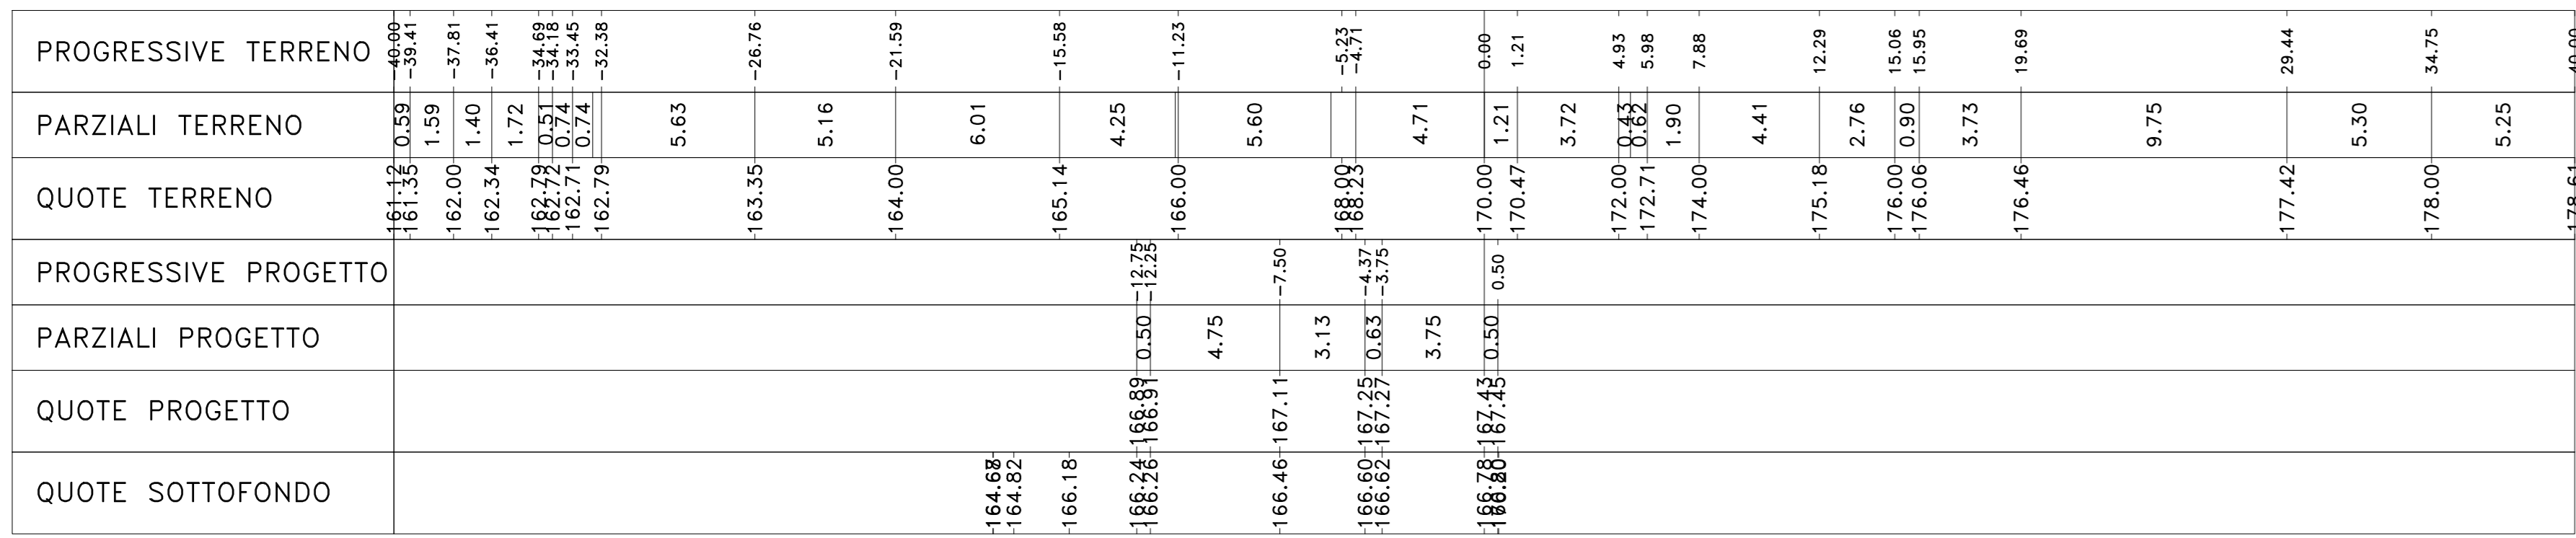 PROGRESSIVE TERRENO -40.00 -39.41 -37.81 -36.41 -34.69 -34.18 -33.45 -32.38 -26.76 -21.59 -15.58 -11.23 -5.23 -4.71 0.00 1.21 4.93 5.98 7.88 12.29 15.06 15.95 19.69 29.44 34.75 40.00
PARZIALI TERRENO 0.59 1.59 1.40 1.72 0.51 0.74 0.74 5.63 5.16 6.01 4.25 5.60 4.71 1.21 3.72 0.43 0.62 1.90 4.41 2.76 0.90 3.73 9.75 5.30 5.25
QUOTE TERRENO 161.12 161.35 162.00 162.34 162.79 162.72 162.71 162.79 163.35 164.00 165.14 166.00 168.00 168.23 170.00 170.47 172.00 172.71 174.00 175.18 176.00 176.06 176.46 177.42 178.00 178.61
PROGRESSIVE PROGETTO -12.75 -12.25 -7.50 -4.37 -3.75 0.50
PARZIALI PROGETTO 0.50 4.75 3.13 0.63 3.75 0.50
QUOTE PROGETTO 166.89 166.91 167.11 167.25 167.27 167.43 167.45
QUOTE SOTTOFONDO 164.82 166.18 166.24 166.26 166.46 166.60 166.62 166.78